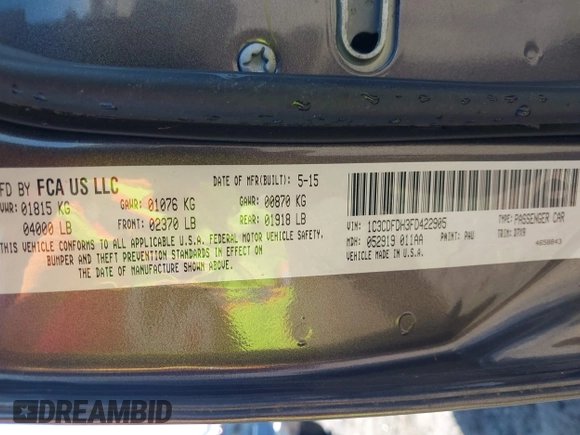 FD BY FCA US LLC
DATE OF MFR(BUILT): 5-15
VWR: 01815 KG
04000 LB
GAWR: 01076 KG
FRONT: 02370 LB
GAWR: 00870 KG
REAR: 01918 LB
THIS VEHICLE CONFORMS TO ALL APPLICABLE U.S.A. FEDERAL MOTOR VEHICLE SAFETY,
BUMPER AND THEFT PREVENTION STANDARDS IN EFFECT ON
THE DATE OF MANUFACTURE SHOWN ABOVE.
VIN: 1C3CDFDH3FD422905
TYPE: PASSENGER CAR
MDH: 052919 011AA
PAINT: PAU
TRIM: D7X9
VEHICLE MADE IN U.S.A.
DREAMBID